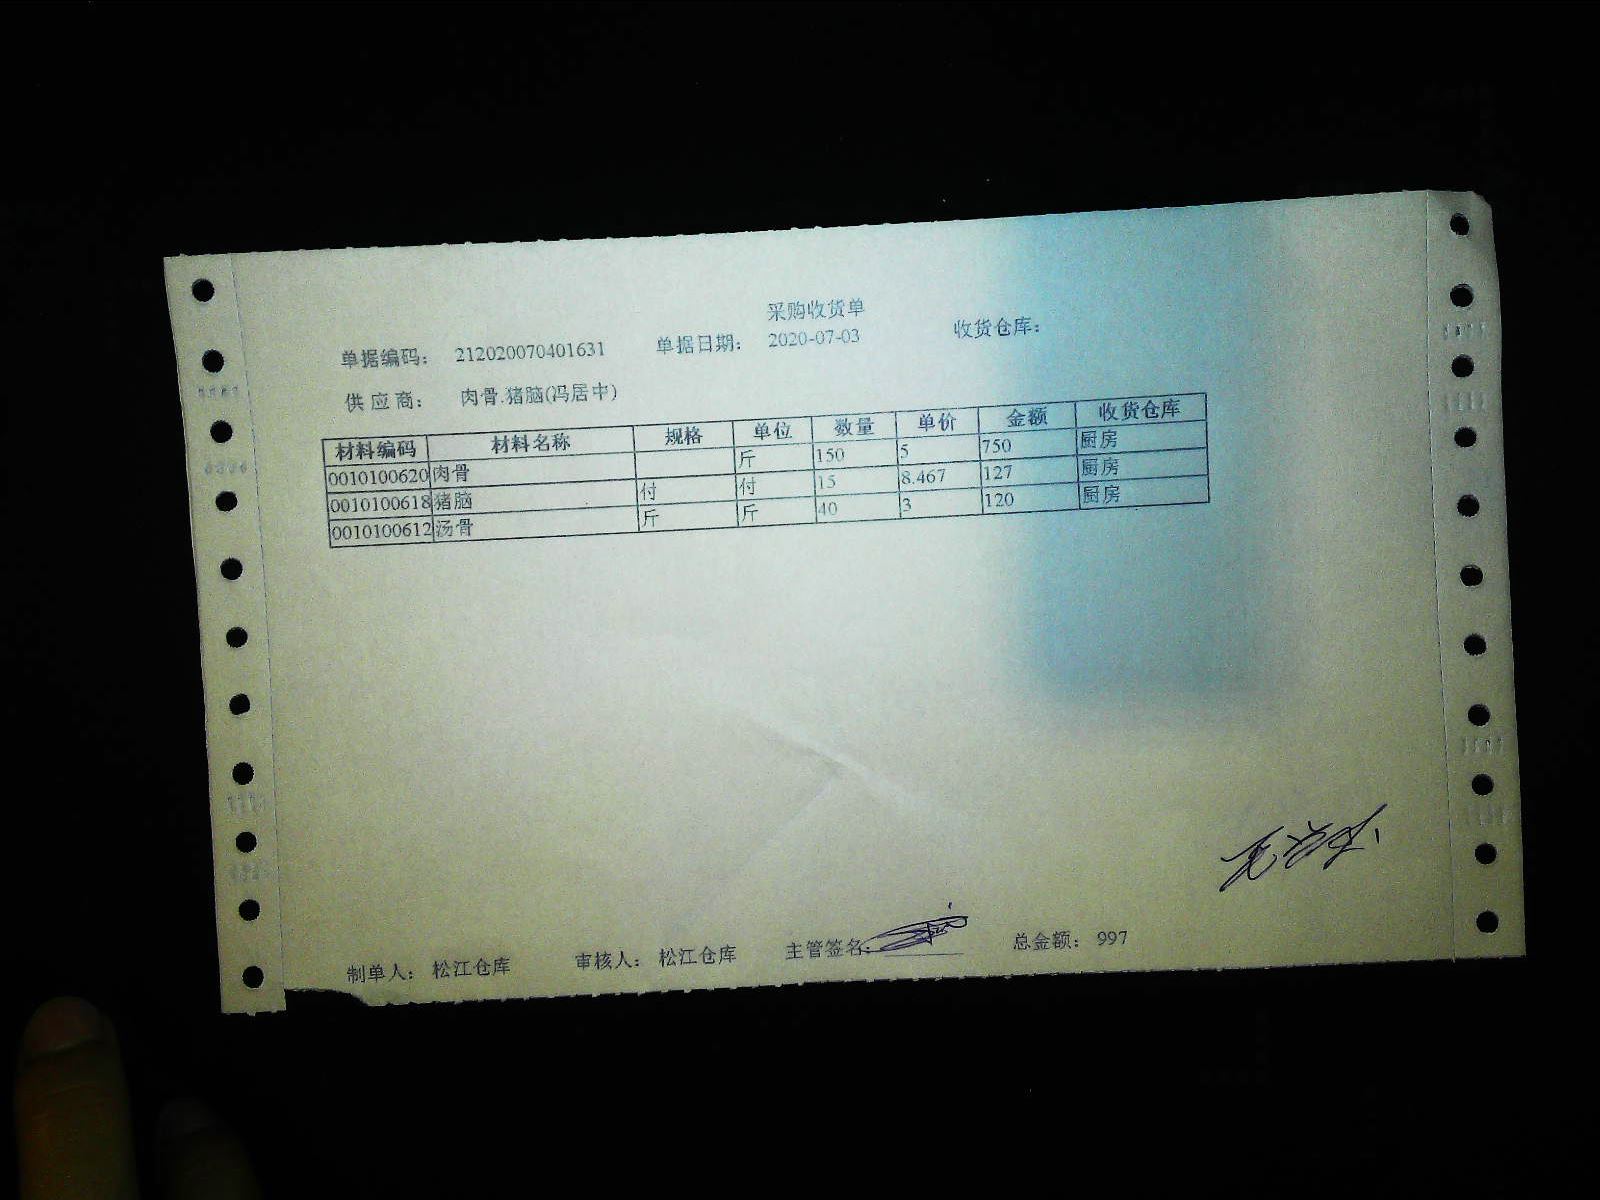 采购收货单
单据编码： 212020070401631 单据日期： 2020-07-03 收货仓库：
供应商： 肉骨.猪脑(冯居中)
材料编码 材料名称 规格 单位 数量 单价 金额 收货仓库
0010100620 肉骨 斤 150 5 750 厨房
0010100618 猪脑 付 付 15 8.467 127 厨房
0010100612 汤骨 斤 斤 40 3 120 厨房
制单人： 松江仓库 审核人： 松江仓库 主管签名： 总金额： 997